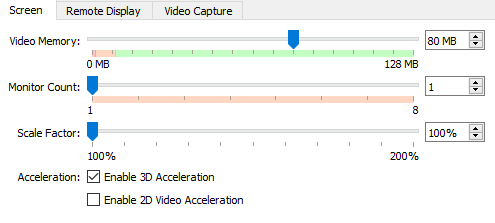 Screen Remote Display Video Capture
Video Memory: 80 MB
0 MB 128 MB
Monitor Count: 1
1 8
Scale Factor: 100%
100% 200%
Acceleration: Enable 3D Acceleration
Enable 2D Video Acceleration